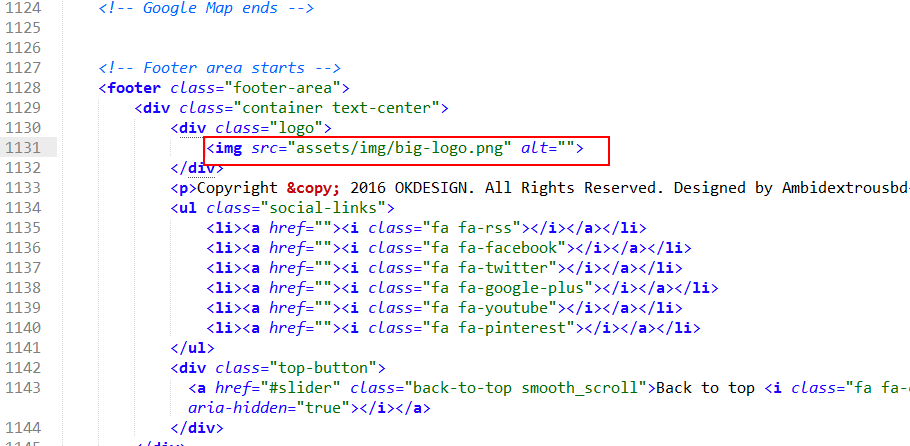 1124 <!-- Google Map ends -->
1125
1126
1127 <!-- Footer area starts -->
1128 <footer class="footer-area">
1129 <div class="container text-center">
1130 <div class="logo">
1131 <img src="assets/img/big-logo.png" alt="">
1132 </div>
1133 <p>Copyright &copy; 2016 OKDESIGN. All Rights Reserved. Designed by Ambidextrousbd
1134 <ul class="social-links">
1135 <li><a href=""><i class="fa fa-rss"></i></a></li>
1136 <li><a href=""><i class="fa fa-facebook"></i></a></li>
1137 <li><a href=""><i class="fa fa-twitter"></i></a></li>
1138 <li><a href=""><i class="fa fa-google-plus"></i></a></li>
1139 <li><a href=""><i class="fa fa-youtube"></i></a></li>
1140 <li><a href=""><i class="fa fa-pinterest"></i></a></li>
1141 </ul>
1142 <div class="top-button">
1143 <a href="#slider" class="back-to-top smooth_scroll">Back to top <i class="fa fa-
aria-hidden="true"></i></a>
1144 </div>
1145 </div>